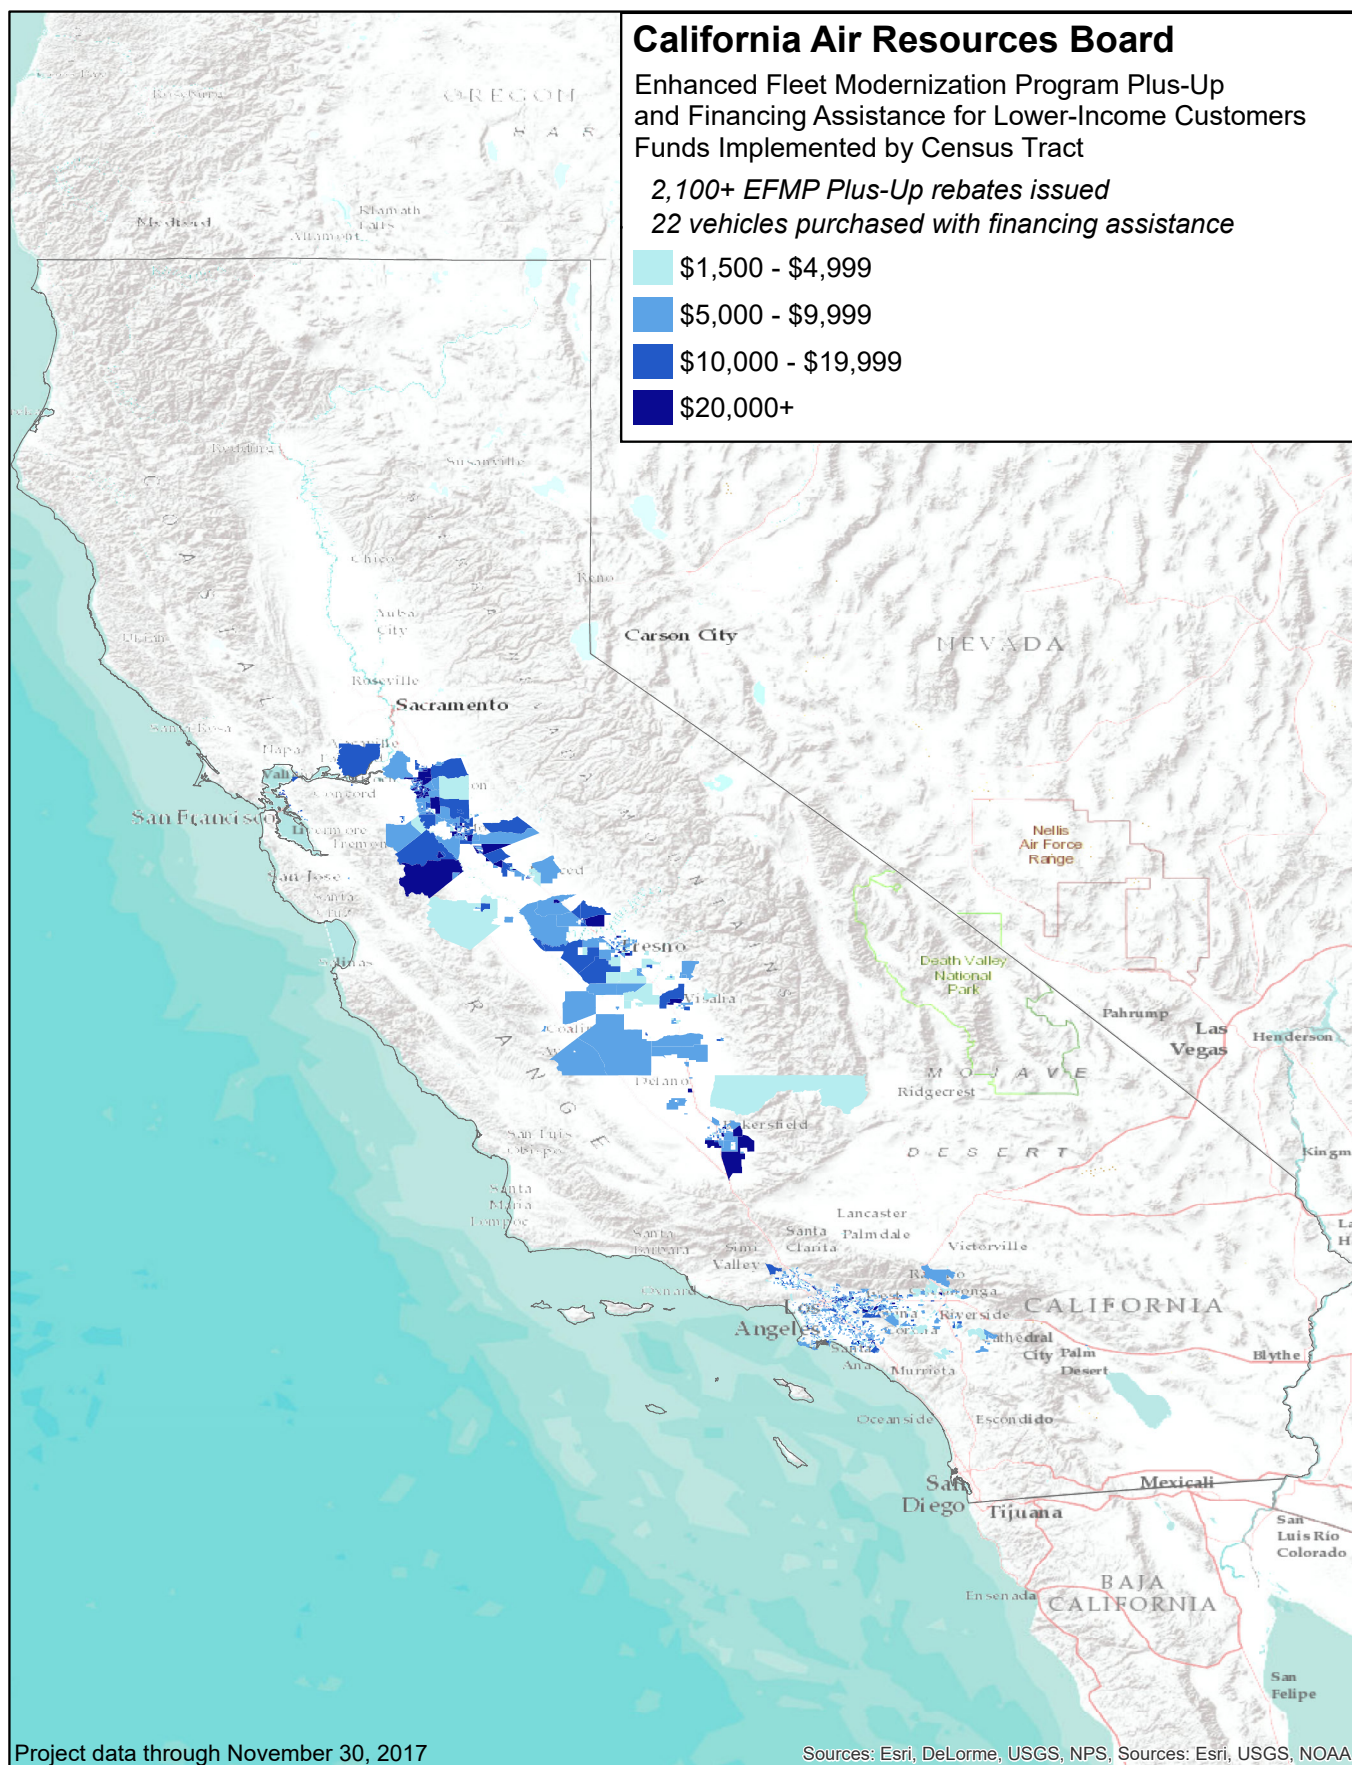 California Air Resources Board
Enhanced Fleet Modernization Program Plus-Up
and Financing Assistance for Lower-Income Customers
Funds Implemented by Census Tract
2,100+ EFMP Plus-Up rebates issued
22 vehicles purchased with financing assistance
$1,500 - $4,999
$5,000 - $9,999
$10,000 - $19,999
$20,000+
OREGON
Medford
Klamath
Falls
Altamont
Redding
Susanville
Chico
Reno
Yuba
City
Ukiah
Carson City
NEVADA
Roseville
Sacramento
Santa Rosa
Napa
Concord
San Francisco
Livermore
Fremont
San Jose
Salinas
Fresno
Visalia
Nellis
Air Force
Range
Death Valley
National
Park
Pahrump
Las
Vegas
Henderson
MOJAVE
Ridgecrest
Delano
DESERT
San Luis
Obispo
Santa
Maria
Lompoc
Lancaster
Palmdale
Santa
Clarita
Victorville
Santa
Barbara
Simi
Valley
Oxnard
Los
Angeles
Riverside
CALIFORNIA
City
Palm
Desert
Blythe
Santa
Ana
Murrieta
Oceanside
Escondido
San
Diego
Mexicali
Tijuana
San
Luis Río
Colorado
Ensenada
BAJA
CALIFORNIA
San
Felipe
Project data through November 30, 2017
Sources: Esri, DeLorme, USGS, NPS, Sources: Esri, USGS, NOAA